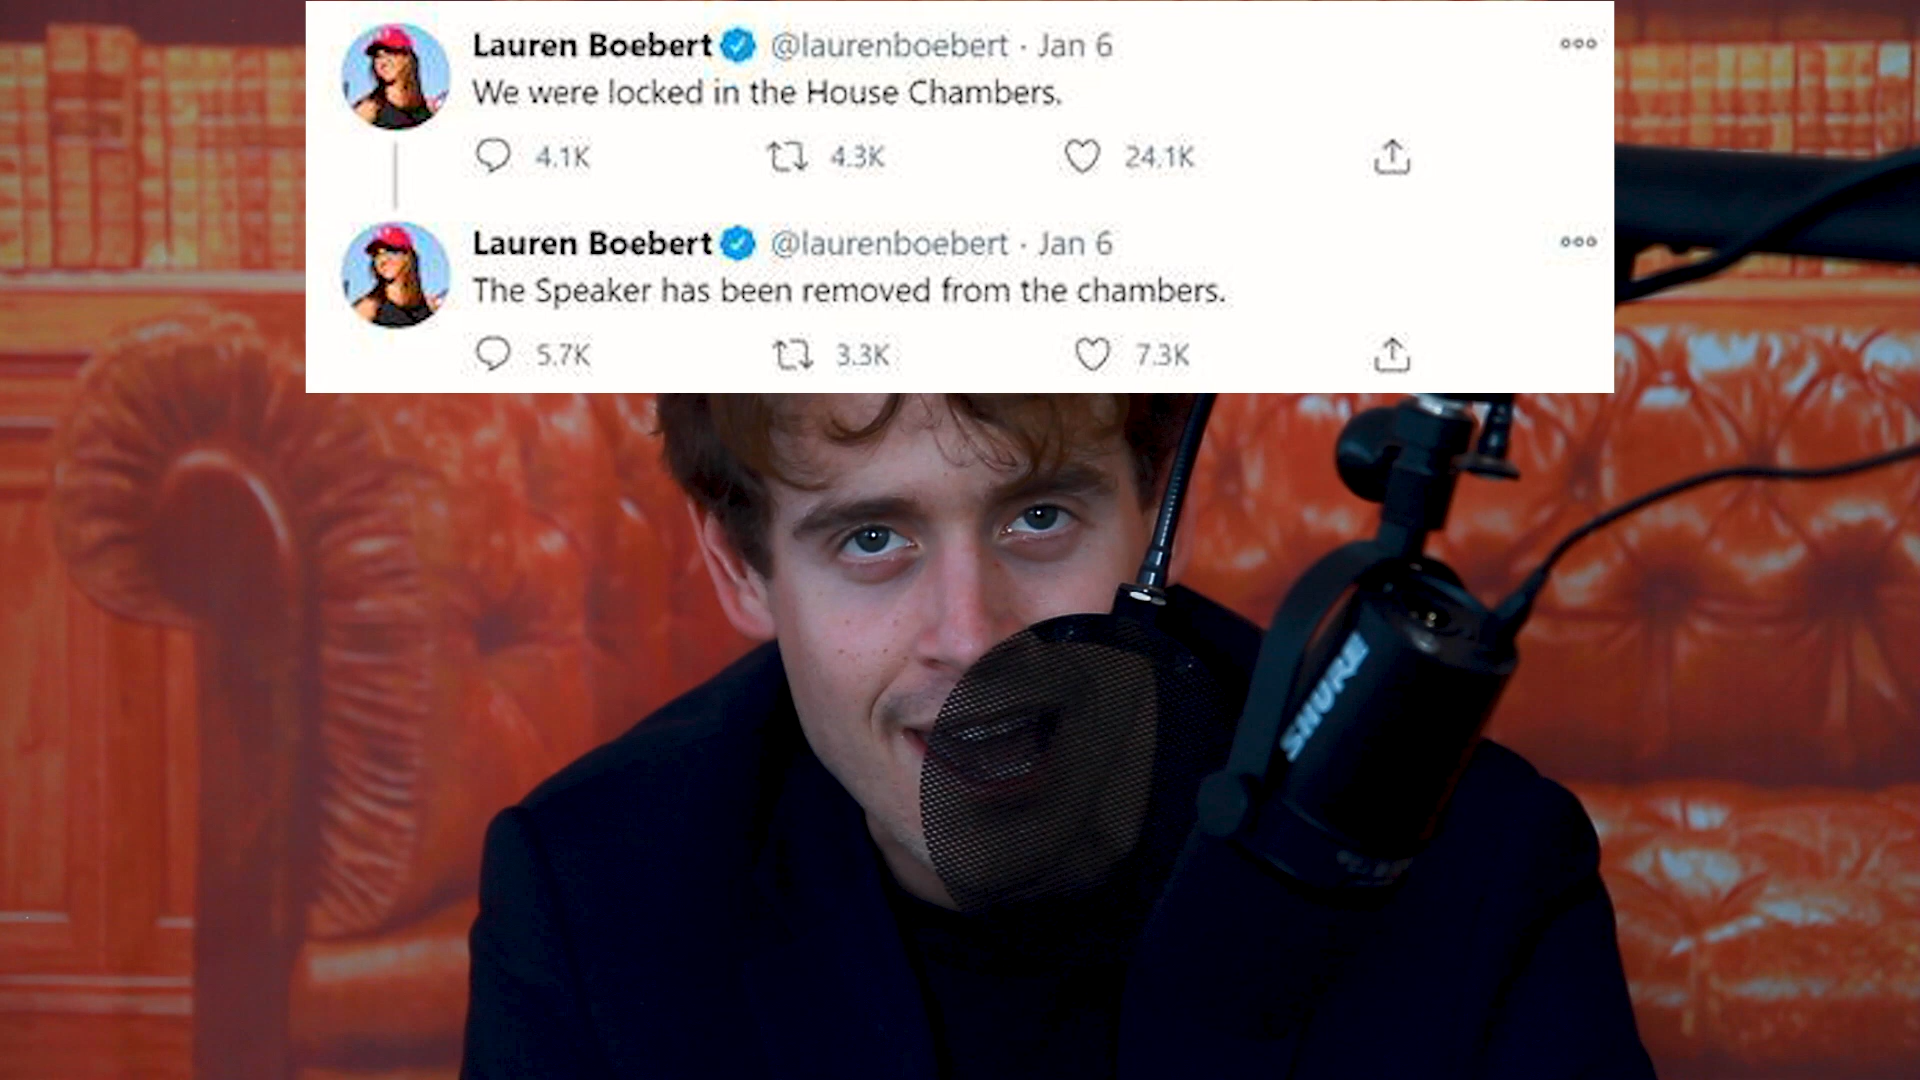 Lauren Boebert @laurenboebert · Jan 6
We were locked in the House Chambers.
4.1K 4.3K 24.1K
Lauren Boebert @laurenboebert · Jan 6
The Speaker has been removed from the chambers.
5.7K 3.3K 7.3K
SHURE